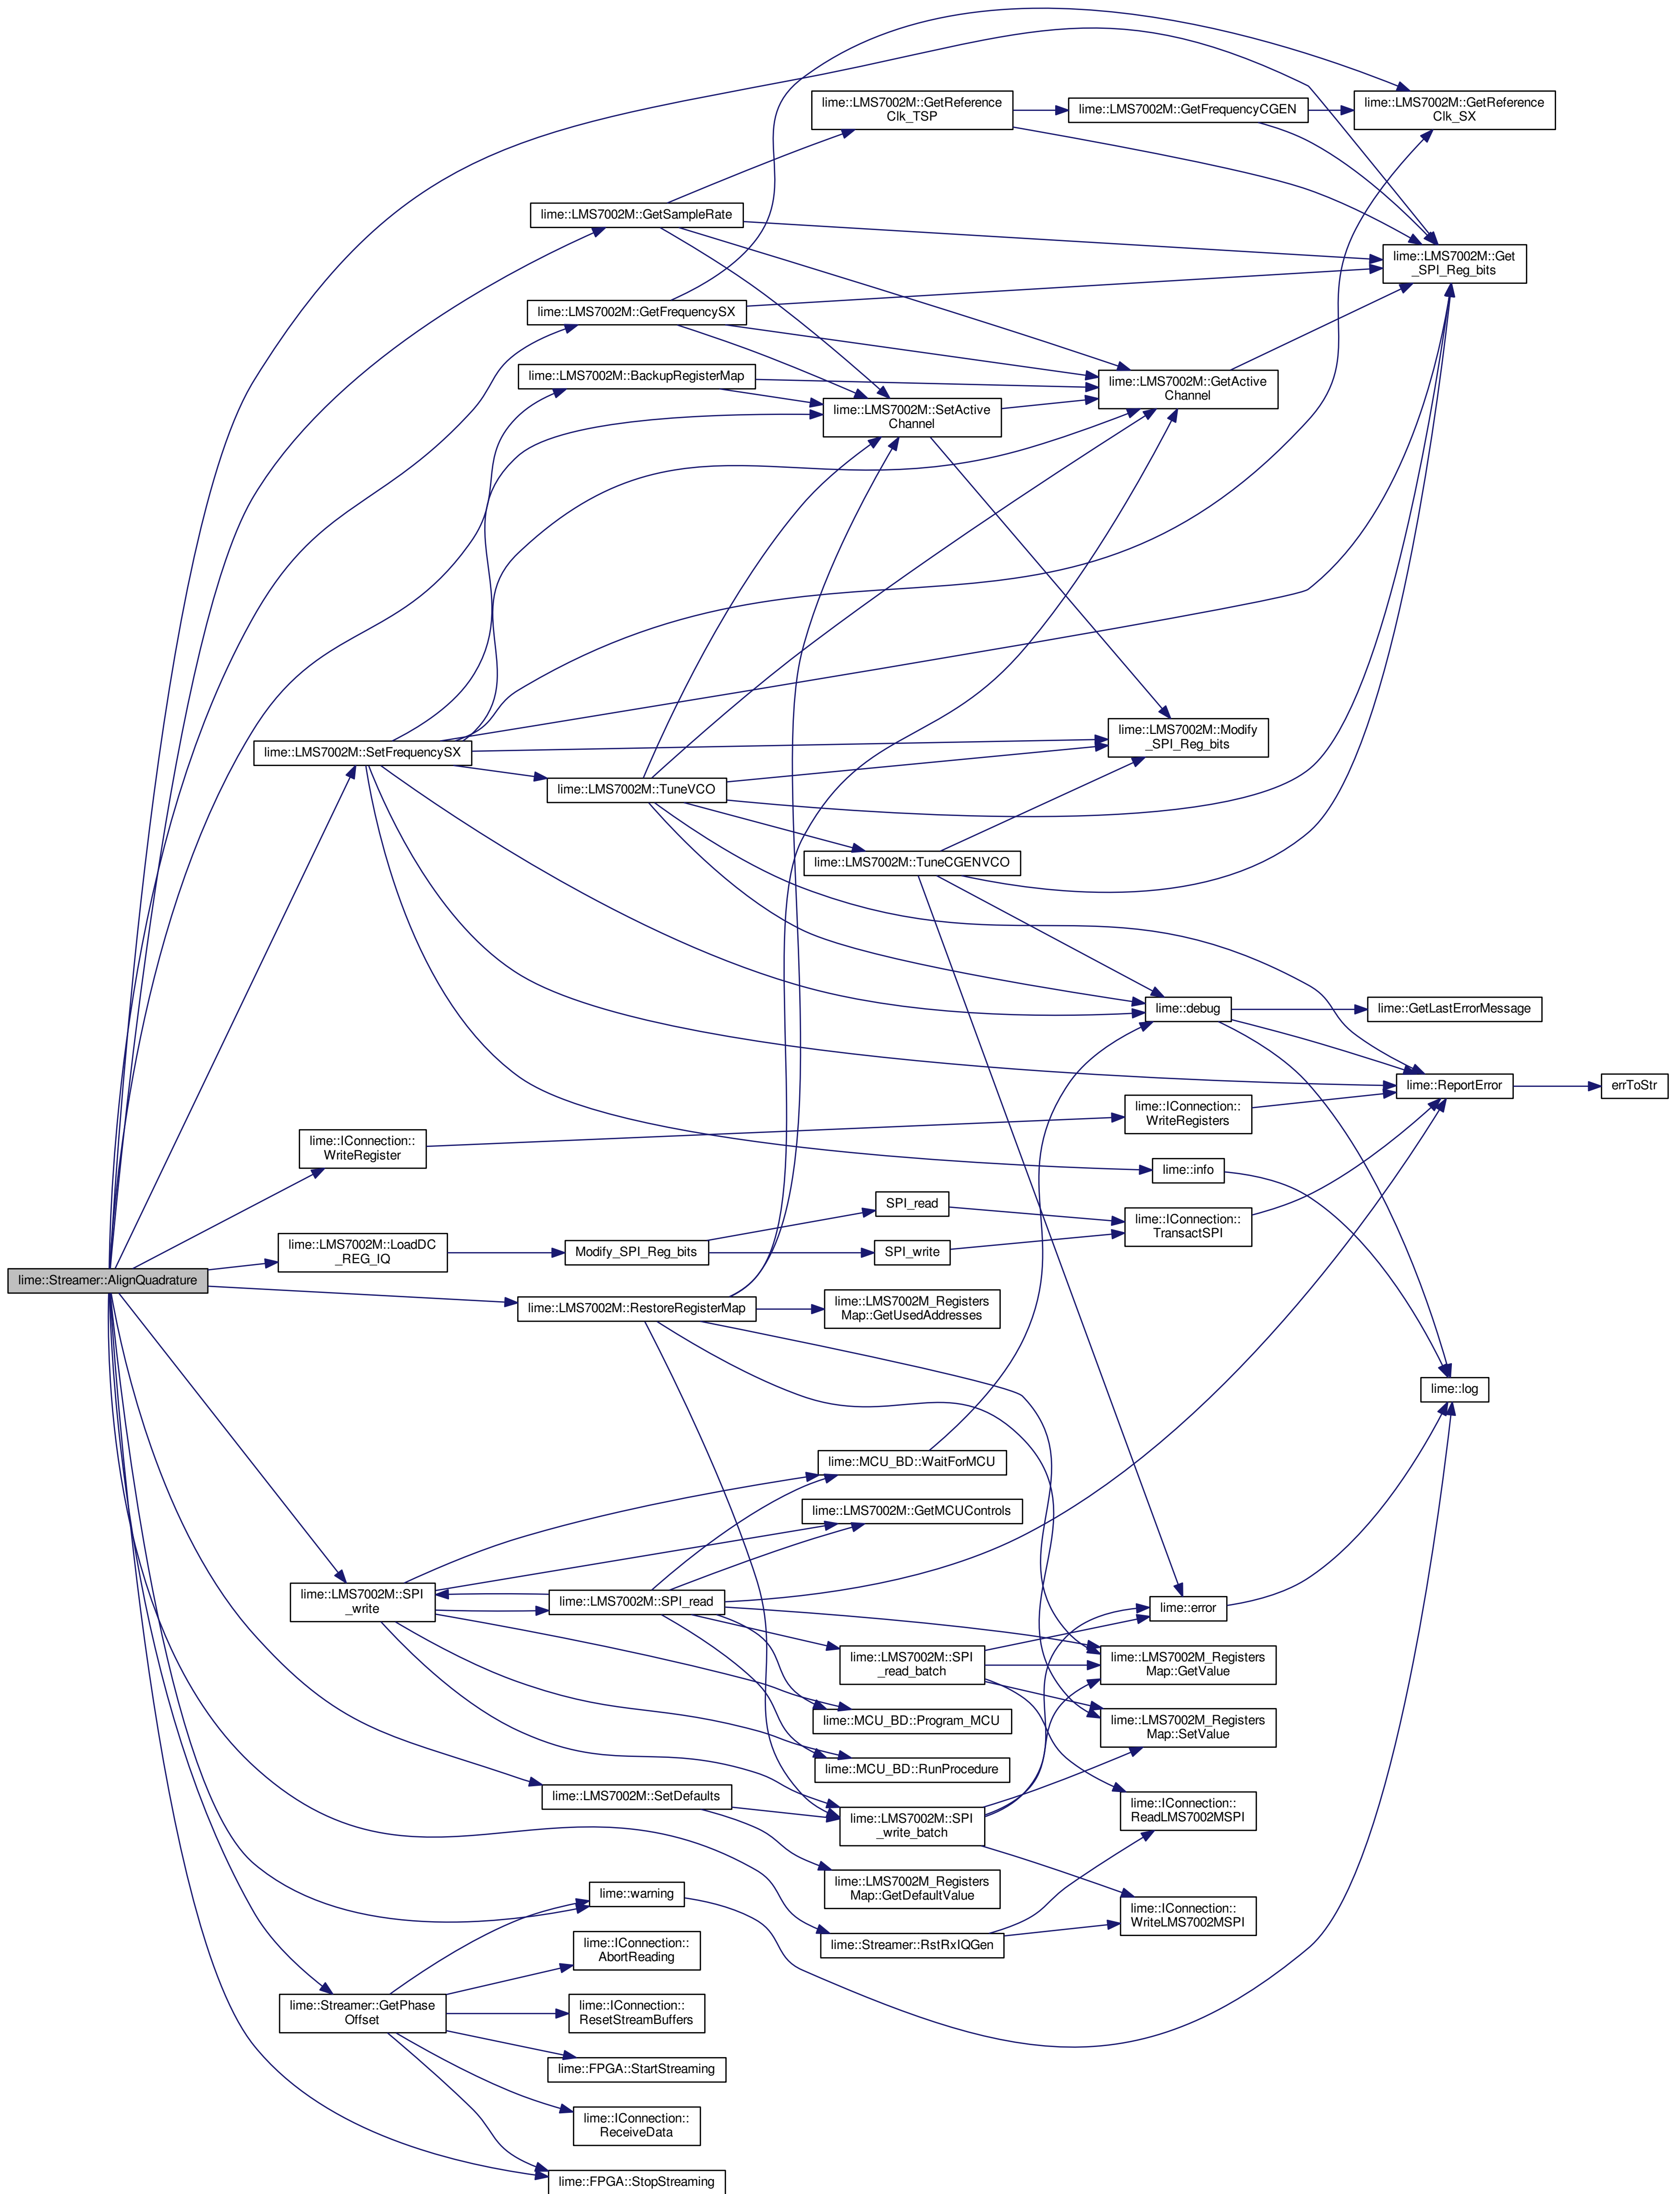 lime::LMS7002M::GetReference
Clk_TSP
lime::LMS7002M::GetFrequencyCGEN
lime::LMS7002M::GetReference
Clk_SX
lime::LMS7002M::GetSampleRate
lime::LMS7002M::Get
_SPI_Reg_bits
lime::LMS7002M::GetFrequencySX
lime::LMS7002M::BackupRegisterMap
lime::LMS7002M::GetActive
Channel
lime::LMS7002M::SetActive
Channel
lime::LMS7002M::SetFrequencySX
lime::LMS7002M::Modify
_SPI_Reg_bits
lime::LMS7002M::TuneVCO
lime::LMS7002M::TuneCGENVCO
lime::debug
lime::GetLastErrorMessage
lime::ReportError
errToStr
lime::IConnection::
WriteRegisters
lime::IConnection::
WriteRegister
lime::info
SPI_read
lime::IConnection::
TransactSPI
lime::LMS7002M::LoadDC
_REG_IQ
Modify_SPI_Reg_bits
SPI_write
lime::Streamer::AlignQuadrature
lime::LMS7002M::RestoreRegisterMap
lime::LMS7002M_Registers
Map::GetUsedAddresses
lime::log
lime::MCU_BD::WaitForMCU
lime::LMS7002M::GetMCUControls
lime::LMS7002M::SPI
_write
lime::LMS7002M::SPI_read
lime::error
lime::LMS7002M::SPI
_read_batch
lime::LMS7002M_Registers
Map::GetValue
lime::MCU_BD::Program_MCU
lime::LMS7002M_Registers
Map::SetValue
lime::MCU_BD::RunProcedure
lime::LMS7002M::SetDefaults
lime::LMS7002M::SPI
_write_batch
lime::IConnection::
ReadLMS7002MSPI
lime::LMS7002M_Registers
Map::GetDefaultValue
lime::warning
lime::IConnection::
WriteLMS7002MSPI
lime::Streamer::RstRxIQGen
lime::IConnection::
AbortReading
lime::Streamer::GetPhase
Offset
lime::IConnection::
ResetStreamBuffers
lime::FPGA::StartStreaming
lime::IConnection::
ReceiveData
lime::FPGA::StopStreaming